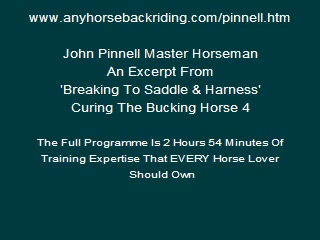 www.anyhorsebackriding.com/pinnell.htm
John Pinnell Master Horseman
An Excerpt From
'Breaking To Saddle & Harness'
Curing The Bucking Horse 4
The Full Programme Is 2 Hours 54 Minutes Of
Training Expertise That EVERY Horse Lover
Should Own